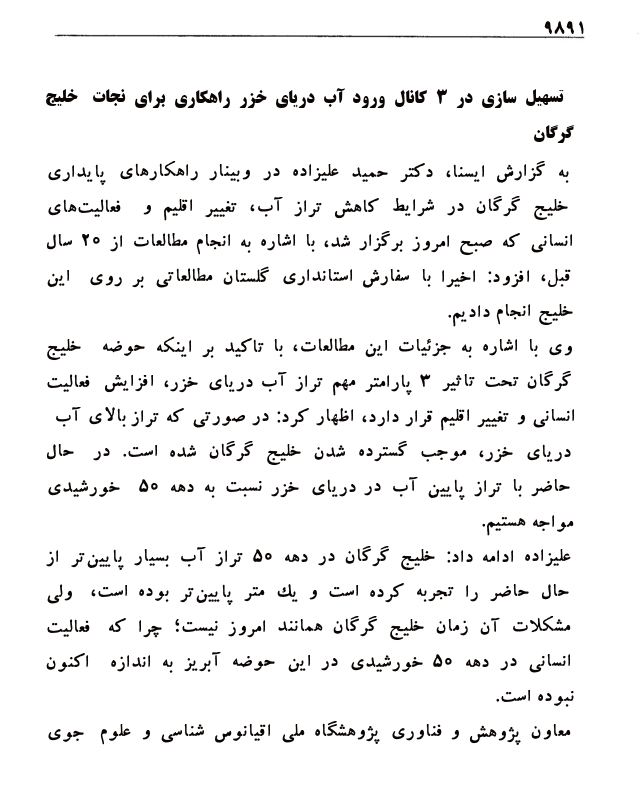 ۹۸۹۱
تسهیل سازی در ۳ کانال ورود آب دریای خزر راهکاری برای نجات خلیج
گرگان
به گزارش ایسنا، دکتر حمید علیزاده در وبینار راهکارهای پایداری
خلیج گرگان در شرایط کاهش تراز آب، تغییر اقلیم و فعالیت‌های
انسانی که صبح امروز برگزار شد، با اشاره به انجام مطالعات از ۲۰ سال
قبل، افزود: اخیرا با سفارش استانداری گلستان مطالعاتی بر روی این
خلیج انجام دادیم.
وی با اشاره به جزئیات این مطالعات، با تاکید بر اینکه حوضه خلیج
گرگان تحت تاثیر ۳ پارامتر مهم تراز آب دریای خزر، افزایش فعالیت
انسانی و تغییر اقلیم قرار دارد، اظهار کرد: در صورتی که تراز بالای آب
دریای خزر، موجب گسترده شدن خلیج گرگان شده است. در حال
حاضر با تراز پایین آب در دریای خزر نسبت به دهه ۵۰ خورشیدی
مواجه هستیم.
علیزاده ادامه داد: خلیج گرگان در دهه ۵۰ تراز آب بسیار پایین‌تر از
حال حاضر را تجربه کرده است و یك متر پایین‌تر بوده است، ولی
مشکلات آن زمان خلیج گرگان همانند امروز نیست؛ چرا که فعالیت
انسانی در دهه ۵۰ خورشیدی در این حوضه آبریز به اندازه اکنون
نبوده است.
معاون پژوهش و فناوری پژوهشگاه ملی اقیانوس شناسی و علوم جوی